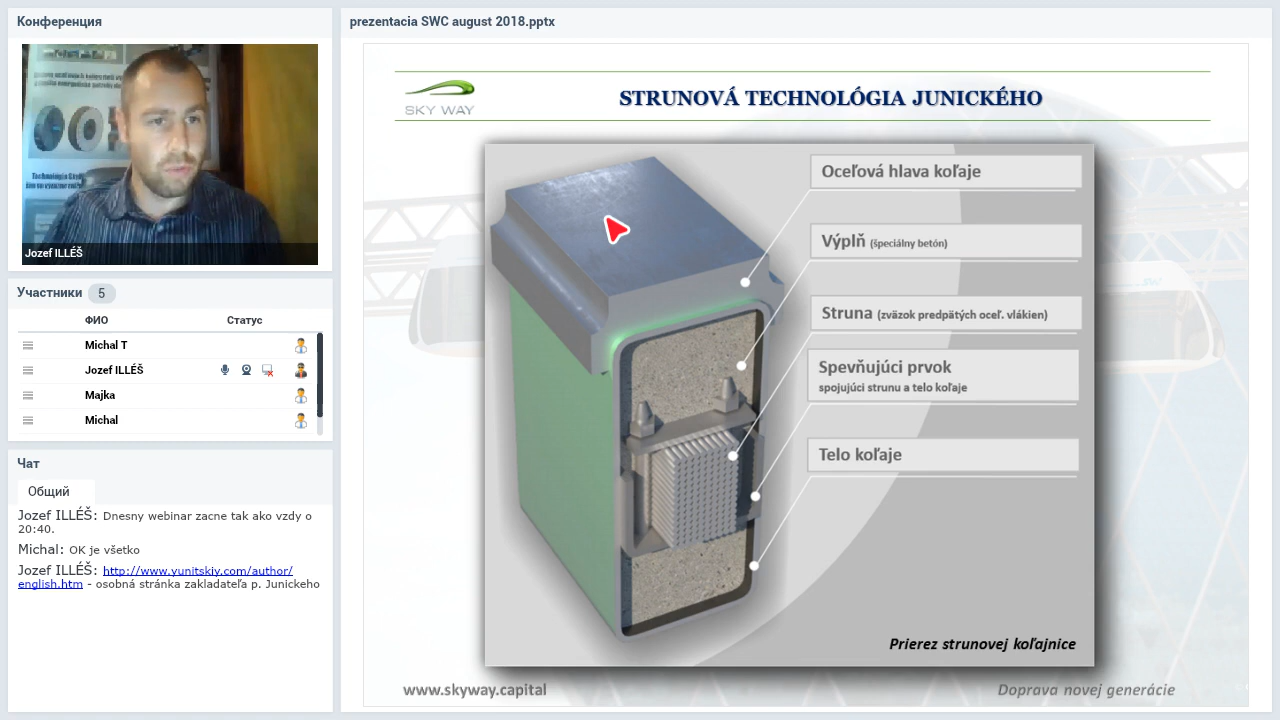 Конференция
Jozef ILLÉŠ
Участники 5
ФИО Статус
Michal T
Jozef ILLÉŠ
Majka
Michal
Чат
Общий
Jozef ILLÉŠ: Dnesny webinar zacne tak ako vzdy o
20:40.
Michal: OK je všetko
Jozef ILLÉŠ: http://www.yunitskiy.com/author/
english.htm - osobná stránka zakladateľa p. Junickeho
prezentacia SWC august 2018.pptx
SKY WAY
STRUNOVÁ TECHNOLÓGIA JUNICKÉHO
Oceľová hlava koľaje
Výplň (špeciálny betón)
Struna (zväzok predpätých oceľ. vlákien)
Spevňujúci prvok
spojujúci strunu a telo koľaje
Telo koľaje
Prierez strunovej koľajnice
www.skyway.capital
Doprava novej generácie